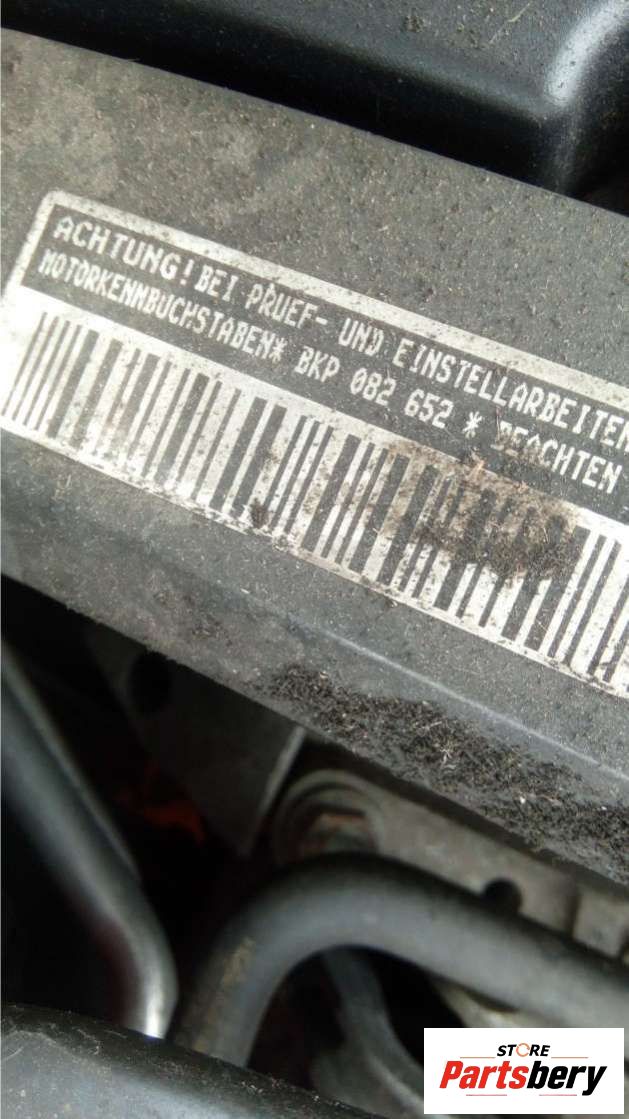 ACHTUNG! BEI PRUEF- UND EINSTELLARBEITEN
MOTORKENNBUCHSTABEN* BKP 082 652 * BEACHTEN
STORE
Partsbery